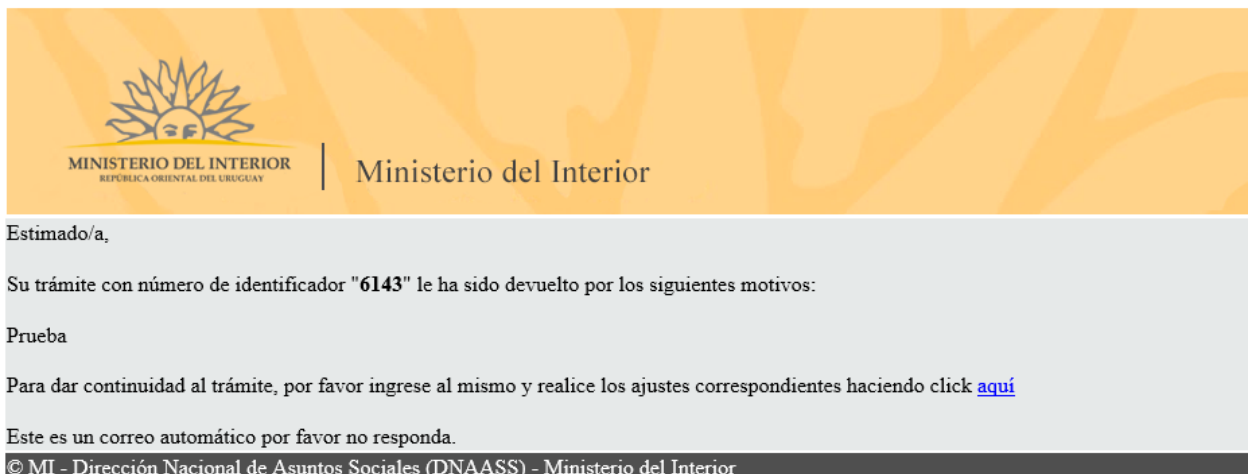 MINISTERIO DEL INTERIOR
REPÚBLICA ORIENTAL DEL URUGUAY
Ministerio del Interior
Estimado/a,
Su trámite con número de identificador "6143" le ha sido devuelto por los siguientes motivos:
Prueba
Para dar continuidad al trámite, por favor ingrese al mismo y realice los ajustes correspondientes haciendo click aquí
Este es un correo automático por favor no responda.
© MI - Dirección Nacional de Asuntos Sociales (DNAASS) - Ministerio del Interior